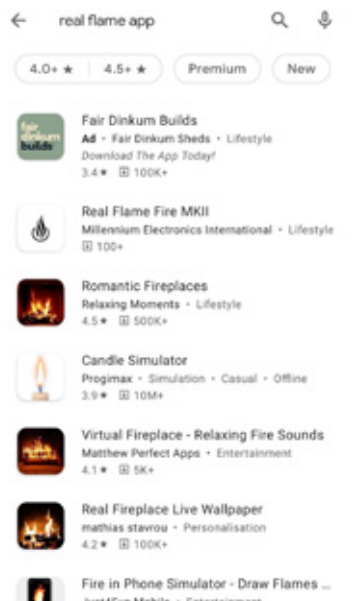 real flame app
4.0+ ★ 4.5+ ★ Premium New
fair dinkum builds
Fair Dinkum Builds
Ad • Fair Dinkum Sheds • Lifestyle
Download The App Today!
3.4 ★ 100K+
Real Flame Fire MKII
Millennium Electronics International • Lifestyle
100+
Romantic Fireplaces
Relaxing Moments • Lifestyle
4.5 ★ 500K+
Candle Simulator
Progimax • Simulation • Casual • Offline
3.9 ★ 10M+
Virtual Fireplace - Relaxing Fire Sounds
Matthew Perfect Apps • Entertainment
4.1 ★ 5K+
Real Fireplace Live Wallpaper
mathias stavrou • Personalisation
4.2 ★ 100K+
Fire in Phone Simulator - Draw Flames ...
Just4Fun Mobile • Entertainment